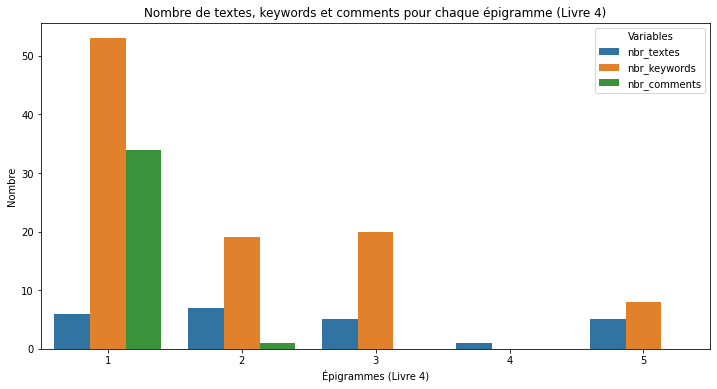 Nombre de textes, keywords et comments pour chaque épigramme (Livre 4)
Variables
nbr_textes
nbr_keywords
nbr_comments
Nombre
50
40
30
20
10
0
1 2 3 4 5
Épigrammes (Livre 4)